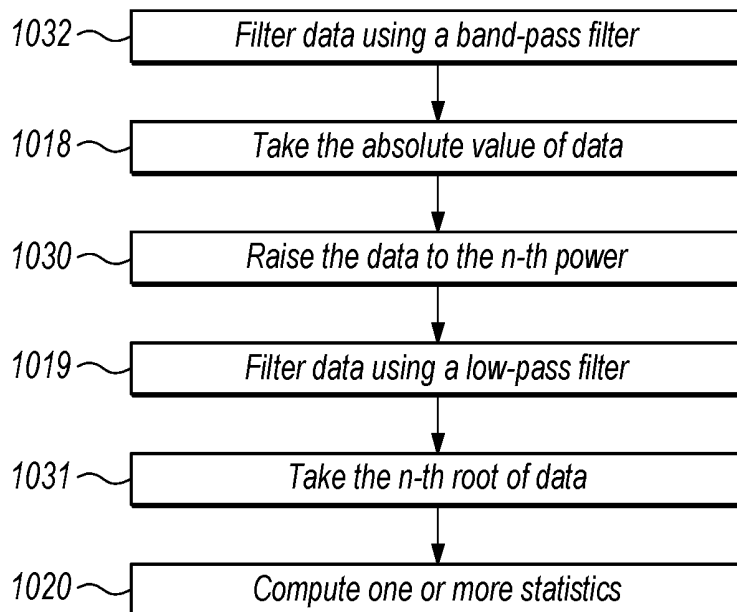 1032 Filter data using a band-pass filter
1018 Take the absolute value of data
1030 Raise the data to the n-th power
1019 Filter data using a low-pass filter
1031 Take the n-th root of data
1020 Compute one or more statistics